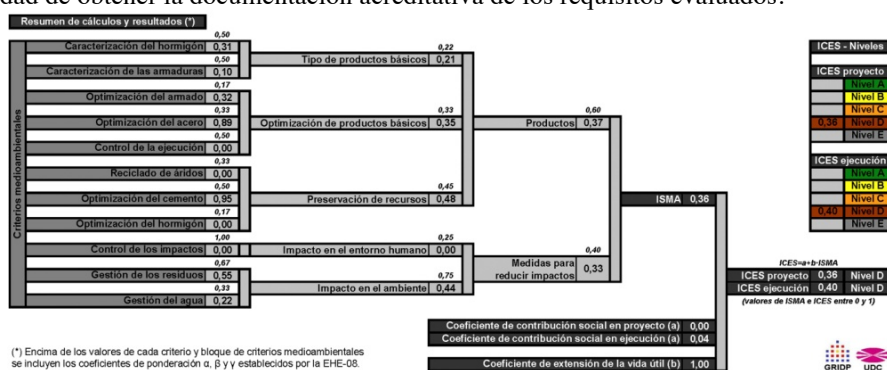 dad de obtener la documentación acreditativa de los requisitos evaluados?
Resumen de cálculos y resultados (*)
Criterios medioambientales
0,50
Caracterización del hormigón 0,31
0,50
Caracterización de las armaduras 0,10
0,17
Optimización del armado 0,32
0,33
Optimización del acero 0,89
0,50
Control de la ejecución 0,00
0,33
Reciclado de áridos 0,00
0,50
Optimización del cemento 0,95
0,17
Optimización del hormigón 0,00
1,00
Control de los impactos 0,00
0,67
Gestión de los residuos 0,55
0,33
Gestión del agua 0,22
0,22
Tipo de productos básicos 0,21
0,33
Optimización de productos básicos 0,35
0,45
Preservación de recursos 0,48
0,25
Impacto en el entorno humano 0,00
0,75
Impacto en el ambiente 0,44
0,60
Productos 0,37
0,40
Medidas para
reducir impactos 0,33
ISMA 0,36
Coeficiente de contribución social en proyecto (a) 0,00
Coeficiente de contribución social en ejecución (a) 0,04
Coeficiente de extensión de la vida útil (b) 1,00
ICES - Niveles
ICES proyecto
Nivel A
Nivel B
Nivel C
0,36 Nivel D
Nivel E
ICES ejecución
Nivel A
Nivel B
Nivel C
0,40 Nivel D
Nivel E
ICES=a+b·ISMA
ICES proyecto 0,36 Nivel D
ICES ejecución 0,40 Nivel D
(valores de ISMA e ICES entre 0 y 1)
(*) Encima de los valores de cada criterio y bloque de criterios medioambientales
se incluyen los coeficientes de ponderación α, β y γ establecidos por la EHE-08.
GRIDP UDC